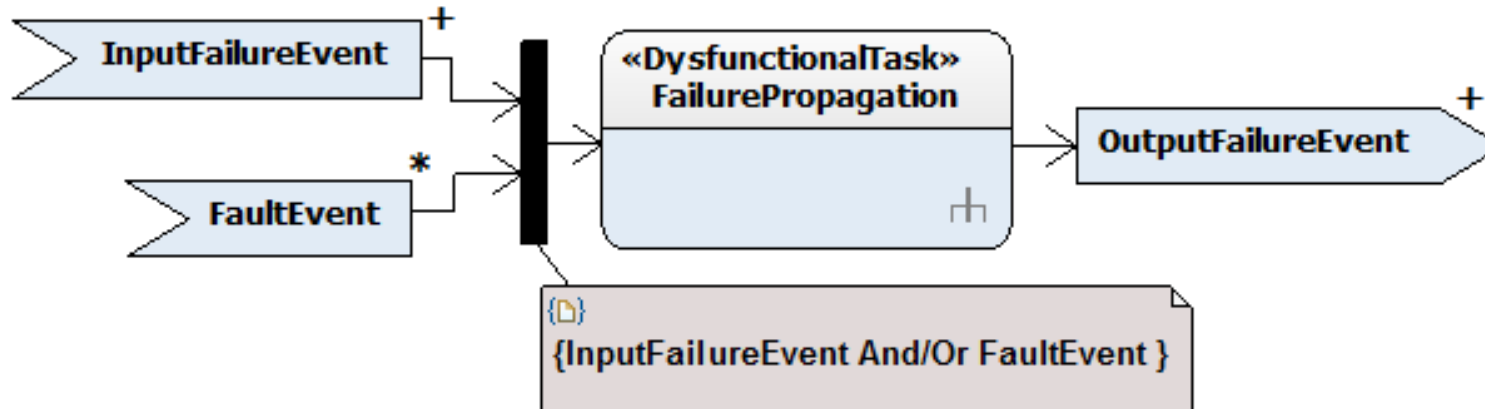 InputFailureEvent
+
FaultEvent
*
«DysfunctionalTask»
FailurePropagation
OutputFailureEvent
+
{InputFailureEvent And/Or FaultEvent }